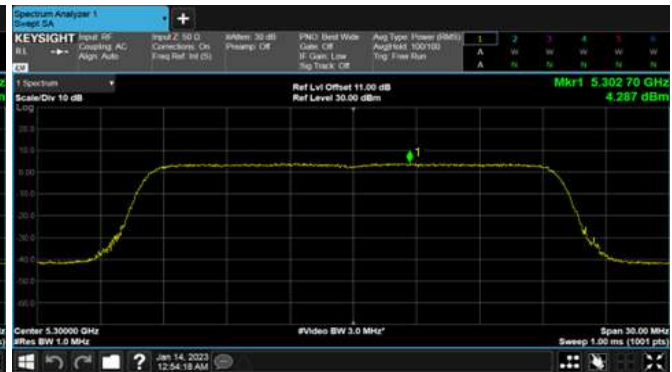 Spectrum Analyzer 1
Swept SA
+
KEYSIGHT
RL
Input: RF
Coupling: AC
Align: Auto
Input Z: 50 Ω
Corrections: On
Freq Ref: Int (S)
#Atten: 30 dB
Preamp: Off
PNO: Best Wide
Gate: Off
IF Gain: Low
Sig Track: Off
Avg Type: Power (RMS)
Avg|Hold: 100/100
Trig: Free Run
1 2 3 4 5 6
A W W W W W
A N N N N N
1 Spectrum
Scale/Div 10 dB
Log
Ref Lvl Offset 11.00 dB
Ref Level 30.00 dBm
Mkr1 5.302 70 GHz
4.287 dBm
20.0
10.0
0.00
-10.0
-20.0
-30.0
-40.0
-50.0
-60.0
1
Center 5.30000 GHz
#Res BW 1.0 MHz
#Video BW 3.0 MHz*
Span 30.00 MHz
Sweep 1.00 ms (1001 pts)
?
Jan 14, 2023
12:54:18 AM